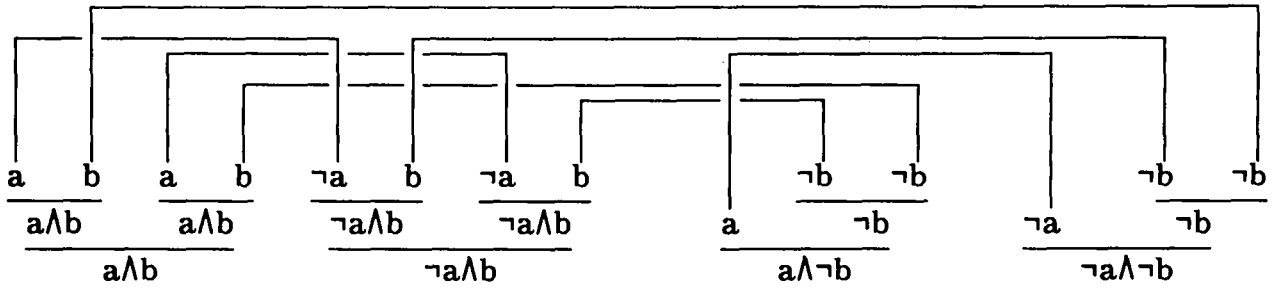 a b a b ¬a b ¬a b ¬b ¬b ¬b ¬b
a∧b a∧b ¬a∧b ¬a∧b a ¬b ¬a ¬b
a∧b ¬a∧b a∧¬b ¬a∧¬b